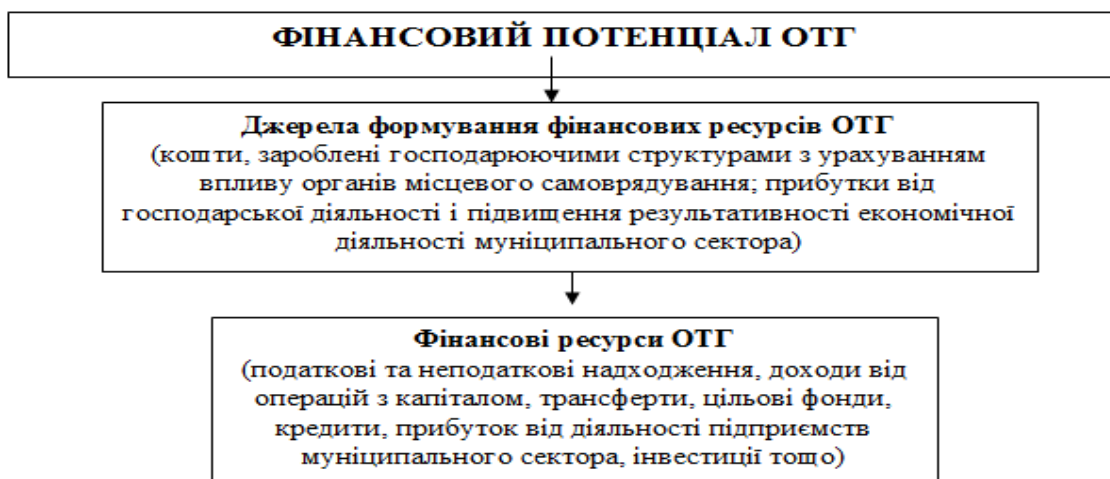 ФІНАНСОВИЙ ПОТЕНЦІАЛ ОТГ
Джерела формування фінансових ресурсів ОТГ
(кошти, зароблені господарюючими структурами з урахуванням
впливу органів місцевого самоврядування; прибутки від
господарської діяльності і підвищення результативності економічної
діяльності муніципального сектора)
Фінансові ресурси ОТГ
(податкові та неподаткові надходження, доходи від
операцій з капіталом, трансферти, цільові фонди,
кредити, прибуток від діяльності підприємств
муніципального сектора, інвестиції тощо)